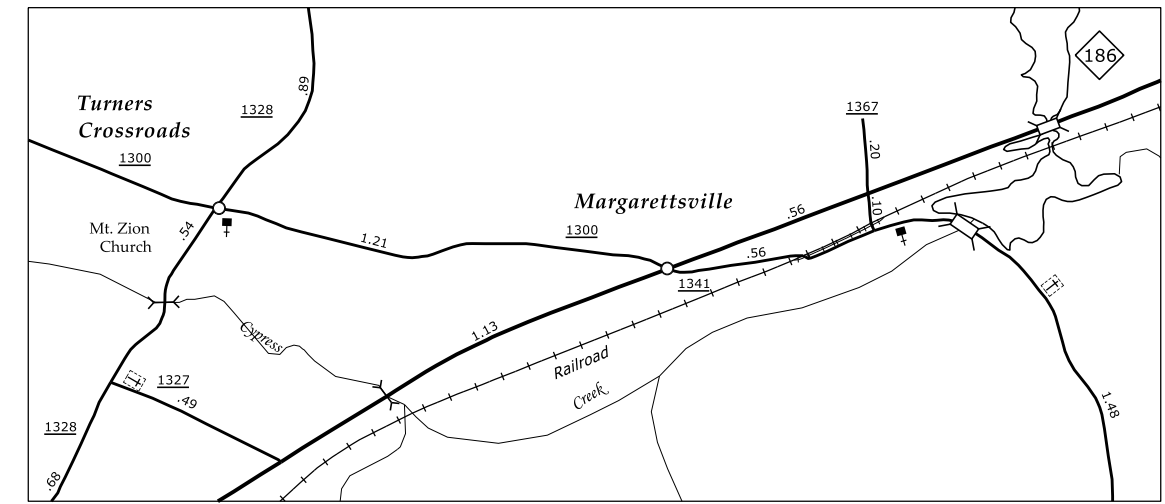 186
.89
Turners
Crossroads
1328
1367
1300
.20
Margarettsville
.10
.56
Mt. Zion
Church
.54
1.21
1300
.56
1341
Cypress
1.13
Railroad
Creek
1327
.49
1.48
1328
.68